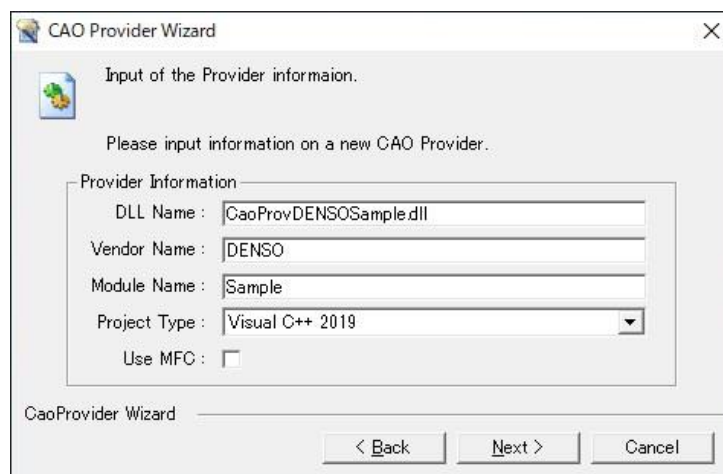 CAO Provider Wizard
Input of the Provider informaion.
Please input information on a new CAO Provider.
Provider Information
DLL Name : CaoProvDENSOSample.dll
Vendor Name : DENSO
Module Name : Sample
Project Type : Visual C++ 2019
Use MFC :
CaoProvider Wizard
< Back Next > Cancel